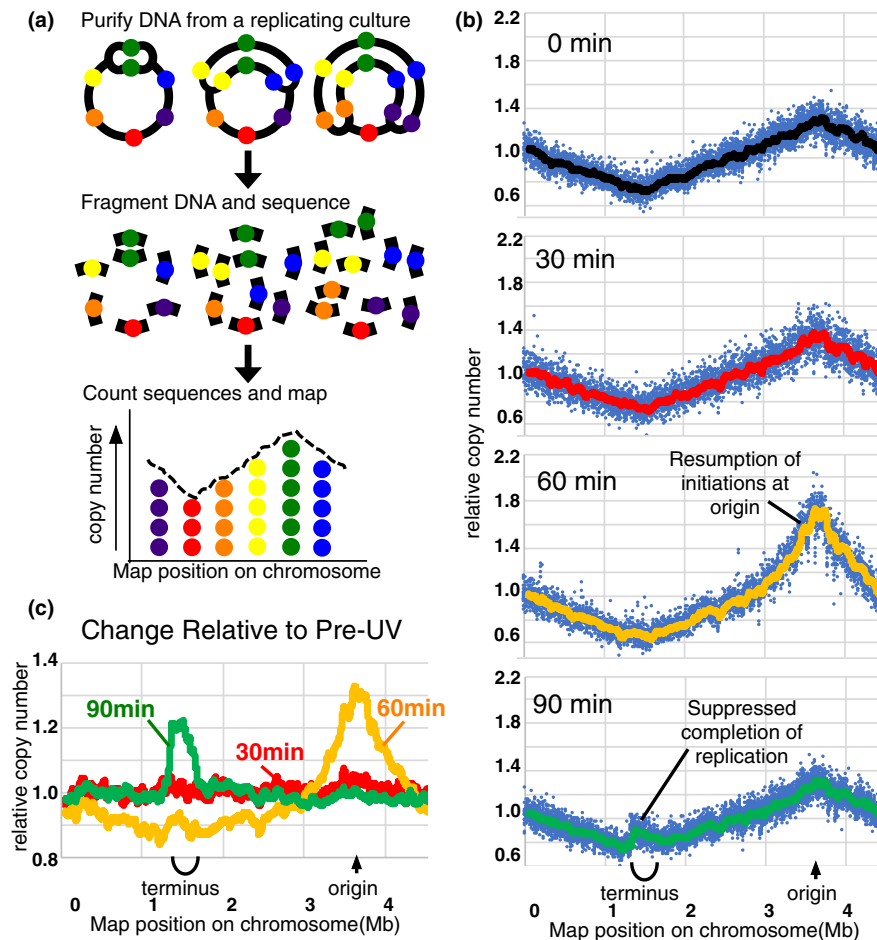 (a)
Purify DNA from a replicating culture
Fragment DNA and sequence
Count sequences and map
copy number
Map position on chromosome
(b)
0 min
2.2
1.8
1.4
1.0
0.6
30 min
2.2
1.8
1.4
1.0
0.6
relative copy number
60 min
Resumption of
initiations at
origin
2.2
1.8
1.4
1.0
0.6
90 min
Suppressed
completion of
replication
2.2
1.8
1.4
1.0
0.6
terminus
origin
0 1 2 3 4
Map position on chromosome(Mb)
(c)
Change Relative to Pre-UV
relative copy number
1.4
1.2
1.0
0.8
90min
30min
60min
terminus
origin
0 1 2 3 4
Map position on chromosome(Mb)